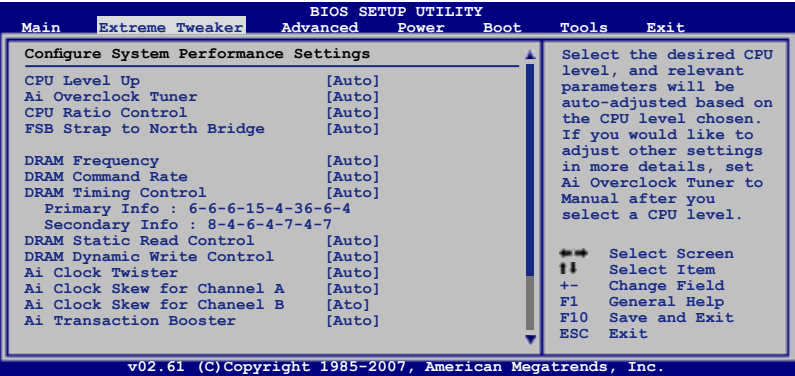 BIOS SETUP UTILITY
Main Extreme Tweaker Advanced Power Boot Tools Exit
Configure System Performance Settings
CPU Level Up [Auto]
Ai Overclock Tuner [Auto]
CPU Ratio Control [Auto]
FSB Strap to North Bridge [Auto]
DRAM Frequency [Auto]
DRAM Command Rate [Auto]
DRAM Timing Control [Auto]
Primary Info : 6-6-6-15-4-36-6-4
Secondary Info : 8-4-6-4-7-4-7
DRAM Static Read Control [Auto]
DRAM Dynamic Write Control [Auto]
Ai Clock Twister [Auto]
Ai Clock Skew for Channel A [Auto]
Ai Clock Skew for Chaneel B [Ato]
Ai Transaction Booster [Auto]
Select the desired CPU
level, and relevant
parameters will be
auto-adjusted based on
the CPU level chosen.
If you would like to
adjust other settings
in more details, set
Ai Overclock Tuner to
Manual after you
select a CPU level.
←→ Select Screen
↑↓ Select Item
+- Change Field
F1 General Help
F10 Save and Exit
ESC Exit
v02.61 (C)Copyright 1985-2007, American Megatrends, Inc.